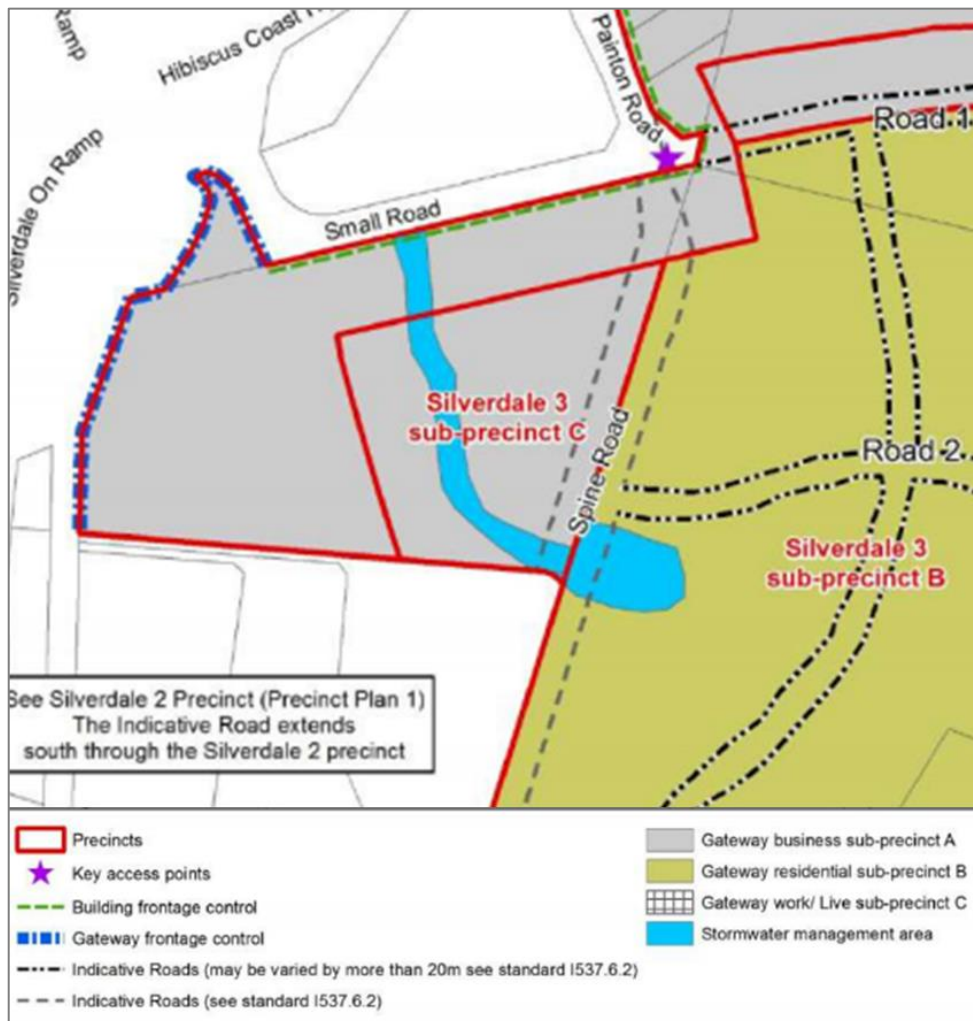 Ramp
Hibiscus Coast
Painton Road
Road 1
Silverdale On Ramp
Small Road
Silverdale 3
sub-precinct C
Spine Road
Road 2
Silverdale 3
sub-precinct B
See Silverdale 2 Precinct (Precinct Plan 1)
The Indicative Road extends
south through the Silverdale 2 precinct
Precincts
Key access points
Building frontage control
Gateway frontage control
Indicative Roads (may be varied by more than 20m see standard I537.6.2)
Indicative Roads (see standard I537.6.2)
Gateway business sub-precinct A
Gateway residential sub-precinct B
Gateway work/ Live sub-precinct C
Stormwater management area